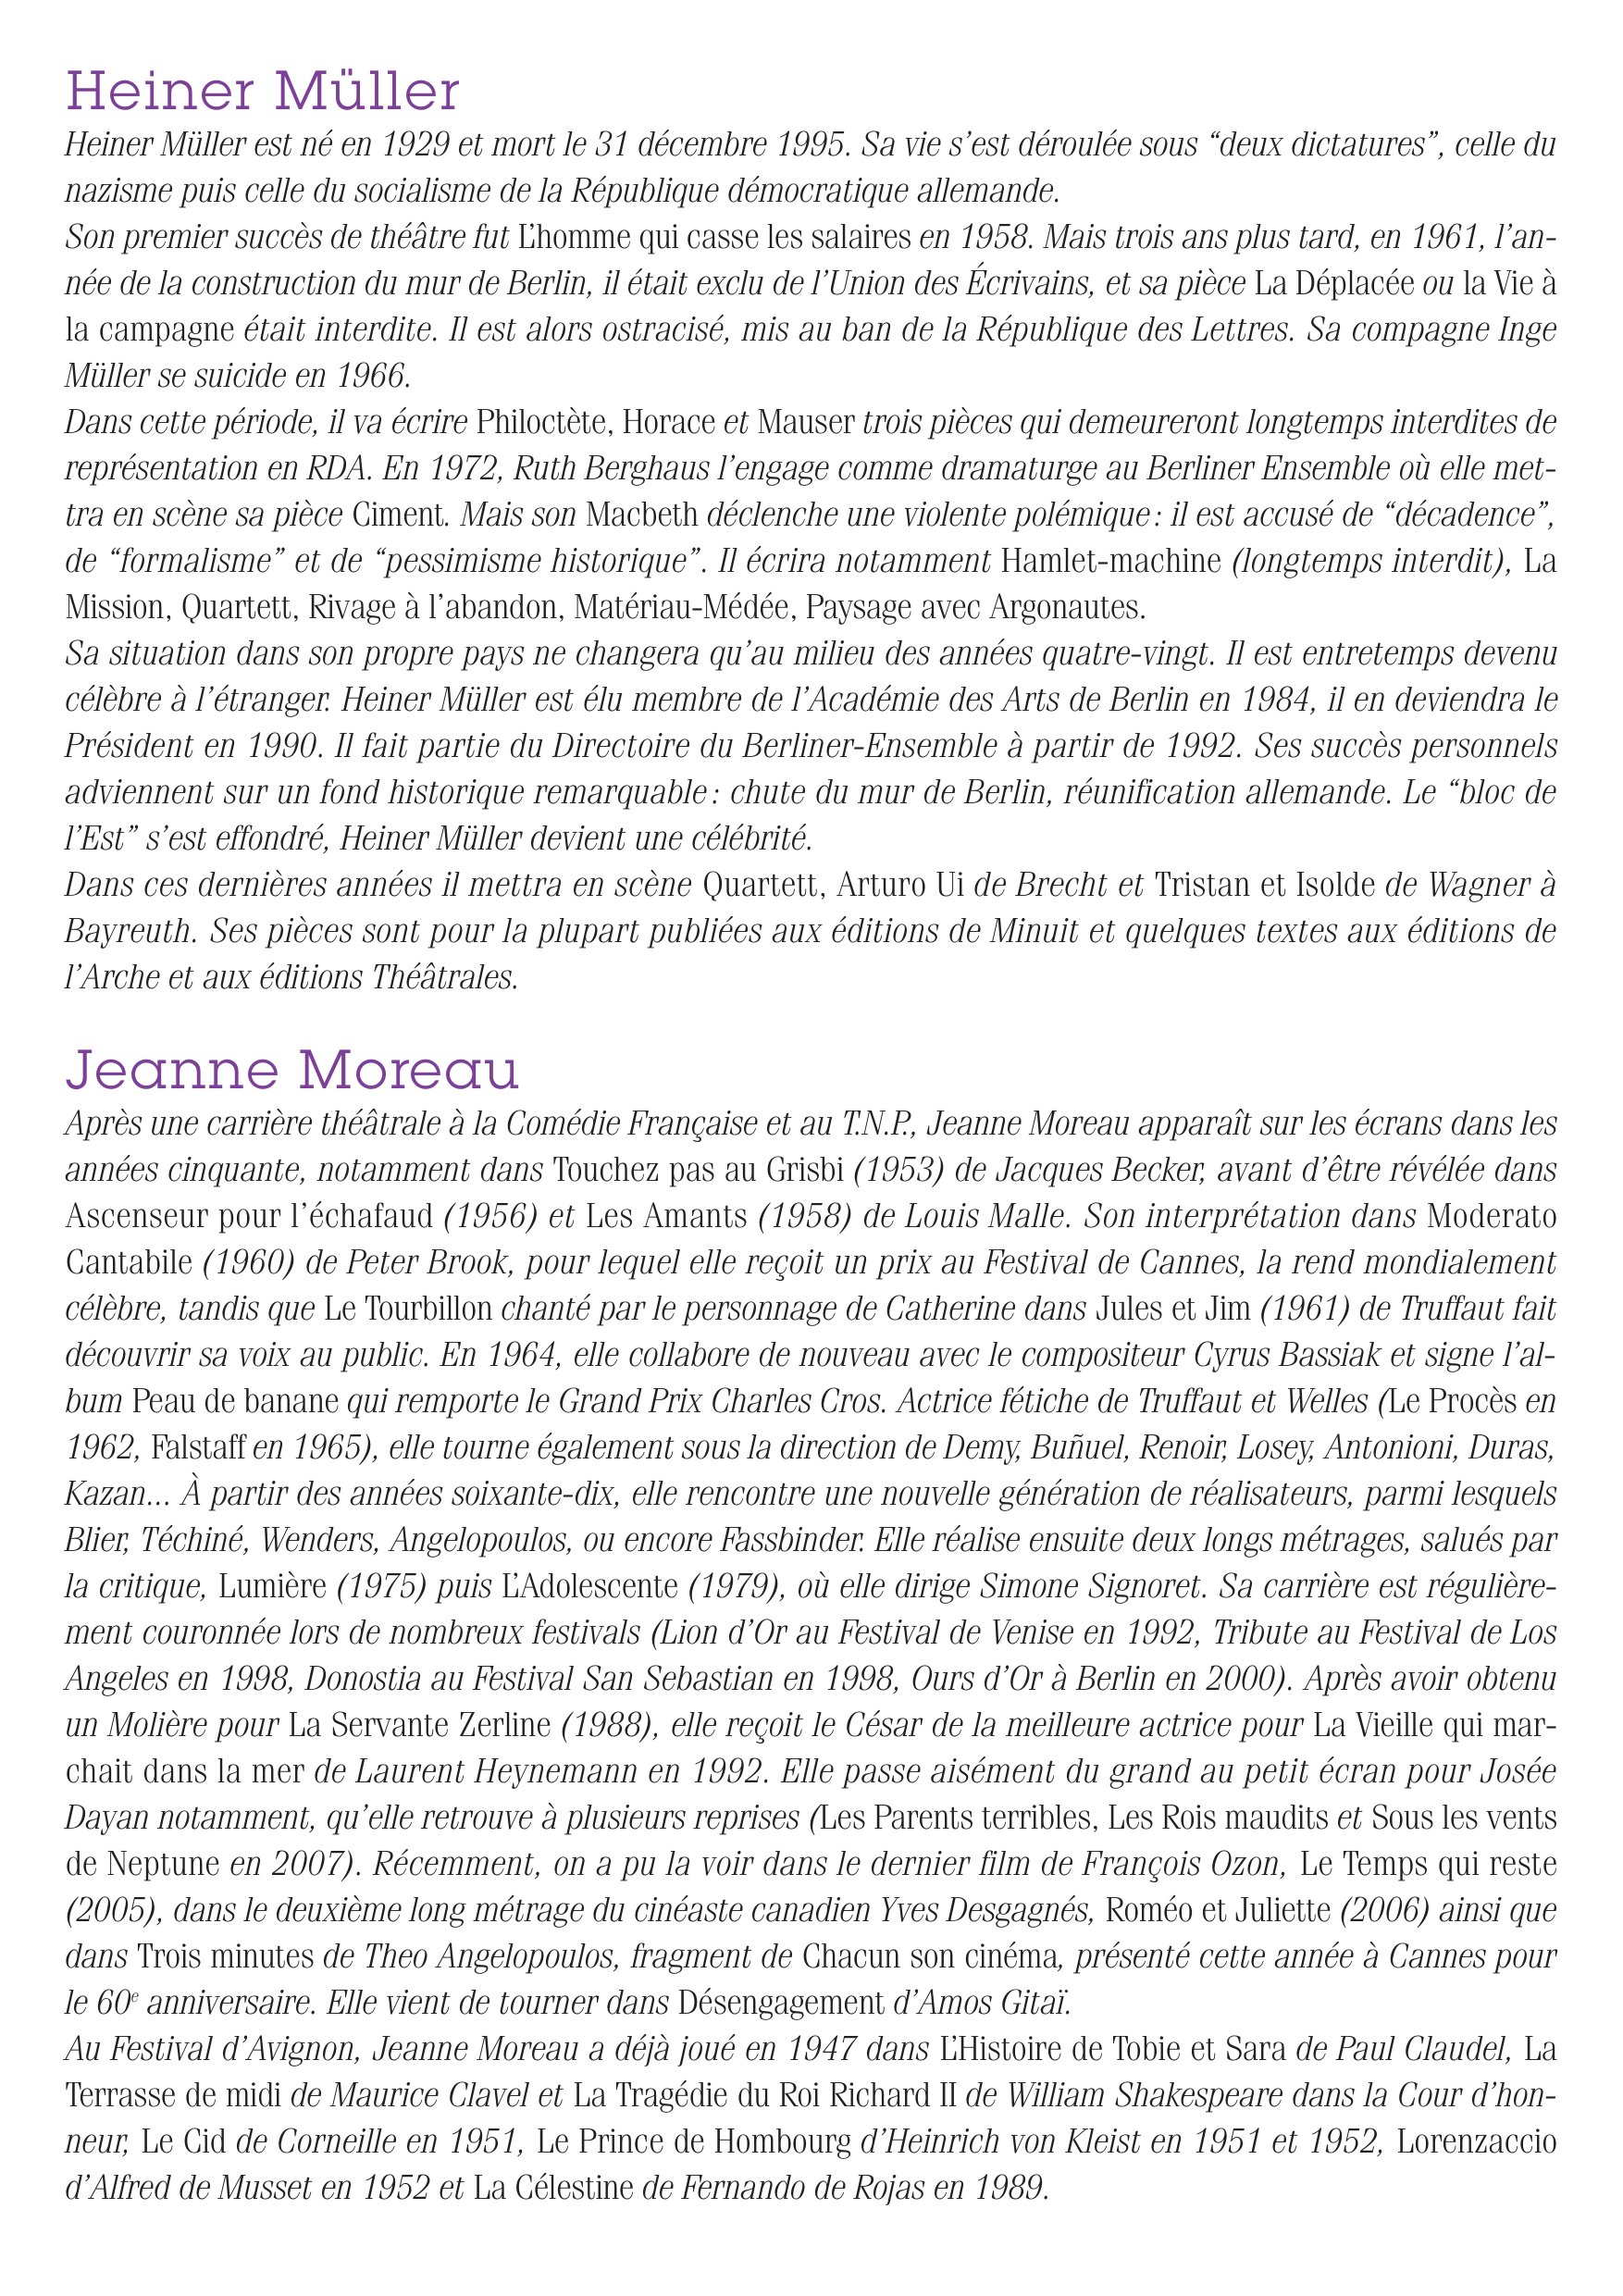 Heiner Müller
Heiner Müller est né en 1929 et mort le 31 décembre 1995. Sa vie s’est déroulée sous “deux dictatures”, celle du
nazisme puis celle du socialisme de la République démocratique allemande.
Son premier succès de théâtre fut L’homme qui casse les salaires en 1958. Mais trois ans plus tard, en 1961, l’an-
née de la construction du mur de Berlin, il était exclu de l’Union des Écrivains, et sa pièce La Déplacée ou la Vie à
la campagne était interdite. Il est alors ostracisé, mis au ban de la République des Lettres. Sa compagne Inge
Müller se suicide en 1966.
Dans cette période, il va écrire Philoctète, Horace et Mauser trois pièces qui demeureront longtemps interdites de
représentation en RDA. En 1972, Ruth Berghaus l’engage comme dramaturge au Berliner Ensemble où elle met-
tra en scène sa pièce Ciment. Mais son Macbeth déclenche une violente polémique : il est accusé de “décadence”,
de “formalisme” et de “pessimisme historique”. Il écrira notamment Hamlet-machine (longtemps interdit), La
Mission, Quartett, Rivage à l’abandon, Matériau-Médée, Paysage avec Argonautes.
Sa situation dans son propre pays ne changera qu’au milieu des années quatre-vingt. Il est entretemps devenu
célèbre à l’étranger. Heiner Müller est élu membre de l’Académie des Arts de Berlin en 1984, il en deviendra le
Président en 1990. Il fait partie du Directoire du Berliner-Ensemble à partir de 1992. Ses succès personnels
adviennent sur un fond historique remarquable : chute du mur de Berlin, réunification allemande. Le “bloc de
l’Est” s’est effondré, Heiner Müller devient une célébrité.
Dans ces dernières années il mettra en scène Quartett, Arturo Ui de Brecht et Tristan et Isolde de Wagner à
Bayreuth. Ses pièces sont pour la plupart publiées aux éditions de Minuit et quelques textes aux éditions de
l’Arche et aux éditions Théâtrales.
Jeanne Moreau
Après une carrière théâtrale à la Comédie Française et au T.N.P., Jeanne Moreau apparaît sur les écrans dans les
années cinquante, notamment dans Touchez pas au Grisbi (1953) de Jacques Becker, avant d’être révélée dans
Ascenseur pour l’échafaud (1956) et Les Amants (1958) de Louis Malle. Son interprétation dans Moderato
Cantabile (1960) de Peter Brook, pour lequel elle reçoit un prix au Festival de Cannes, la rend mondialement
célèbre, tandis que Le Tourbillon chanté par le personnage de Catherine dans Jules et Jim (1961) de Truffaut fait
découvrir sa voix au public. En 1964, elle collabore de nouveau avec le compositeur Cyrus Bassiak et signe l’al-
bum Peau de banane qui remporte le Grand Prix Charles Cros. Actrice fétiche de Truffaut et Welles (Le Procès en
1962, Falstaff en 1965), elle tourne également sous la direction de Demy, Buñuel, Renoir, Losey, Antonioni, Duras,
Kazan… À partir des années soixante-dix, elle rencontre une nouvelle génération de réalisateurs, parmi lesquels
Blier, Téchiné, Wenders, Angelopoulos, ou encore Fassbinder. Elle réalise ensuite deux longs métrages, salués par
la critique, Lumière (1975) puis L’Adolescente (1979), où elle dirige Simone Signoret. Sa carrière est régulière-
ment couronnée lors de nombreux festivals (Lion d’Or au Festival de Venise en 1992, Tribute au Festival de Los
Angeles en 1998, Donostia au Festival San Sebastian en 1998, Ours d’Or à Berlin en 2000). Après avoir obtenu
un Molière pour La Servante Zerline (1988), elle reçoit le César de la meilleure actrice pour La Vieille qui mar-
chait dans la mer de Laurent Heynemann en 1992. Elle passe aisément du grand au petit écran pour Josée
Dayan notamment, qu’elle retrouve à plusieurs reprises (Les Parents terribles, Les Rois maudits et Sous les vents
de Neptune en 2007). Récemment, on a pu la voir dans le dernier film de François Ozon, Le Temps qui reste
(2005), dans le deuxième long métrage du cinéaste canadien Yves Desgagnés, Roméo et Juliette (2006) ainsi que
dans Trois minutes de Theo Angelopoulos, fragment de Chacun son cinéma, présenté cette année à Cannes pour
le 60e anniversaire. Elle vient de tourner dans Désengagement d’Amos Gitaï.
Au Festival d’Avignon, Jeanne Moreau a déjà joué en 1947 dans L’Histoire de Tobie et Sara de Paul Claudel, La
Terrasse de midi de Maurice Clavel et La Tragédie du Roi Richard II de William Shakespeare dans la Cour d’hon-
neur, Le Cid de Corneille en 1951, Le Prince de Hombourg d’Heinrich von Kleist en 1951 et 1952, Lorenzaccio
d’Alfred de Musset en 1952 et La Célestine de Fernando de Rojas en 1989.